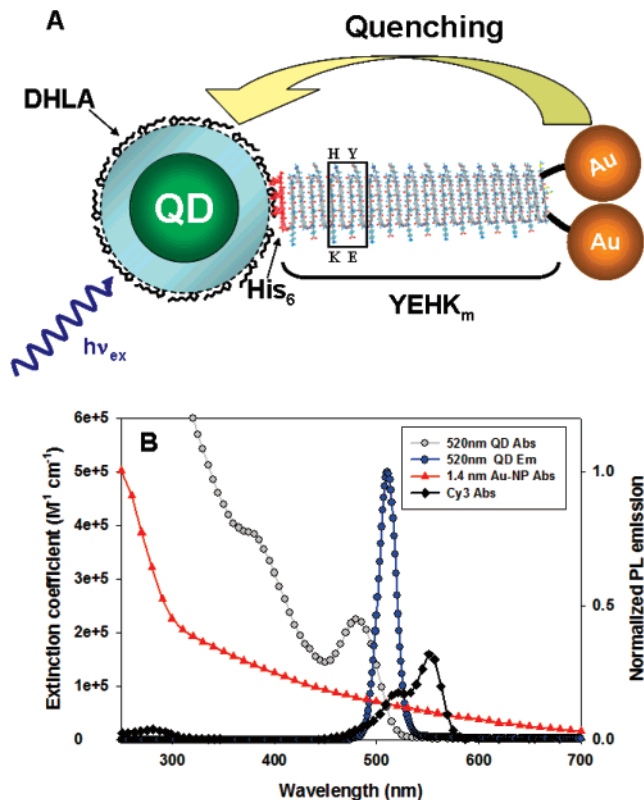 A
Quenching
DHLA
H Y
Au
QD
Au
K E
His6
YEHKm
hνex
B
520nm QD Abs
520nm QD Em
1.4 nm Au-NP Abs
Cy3 Abs
6e+5
5e+5
4e+5
3e+5
2e+5
1e+5
0
Extinction coefficient (M-1 cm-1)
1.0
0.5
0.0
Normalized PL emission
300 400 500 600 700
Wavelength (nm)